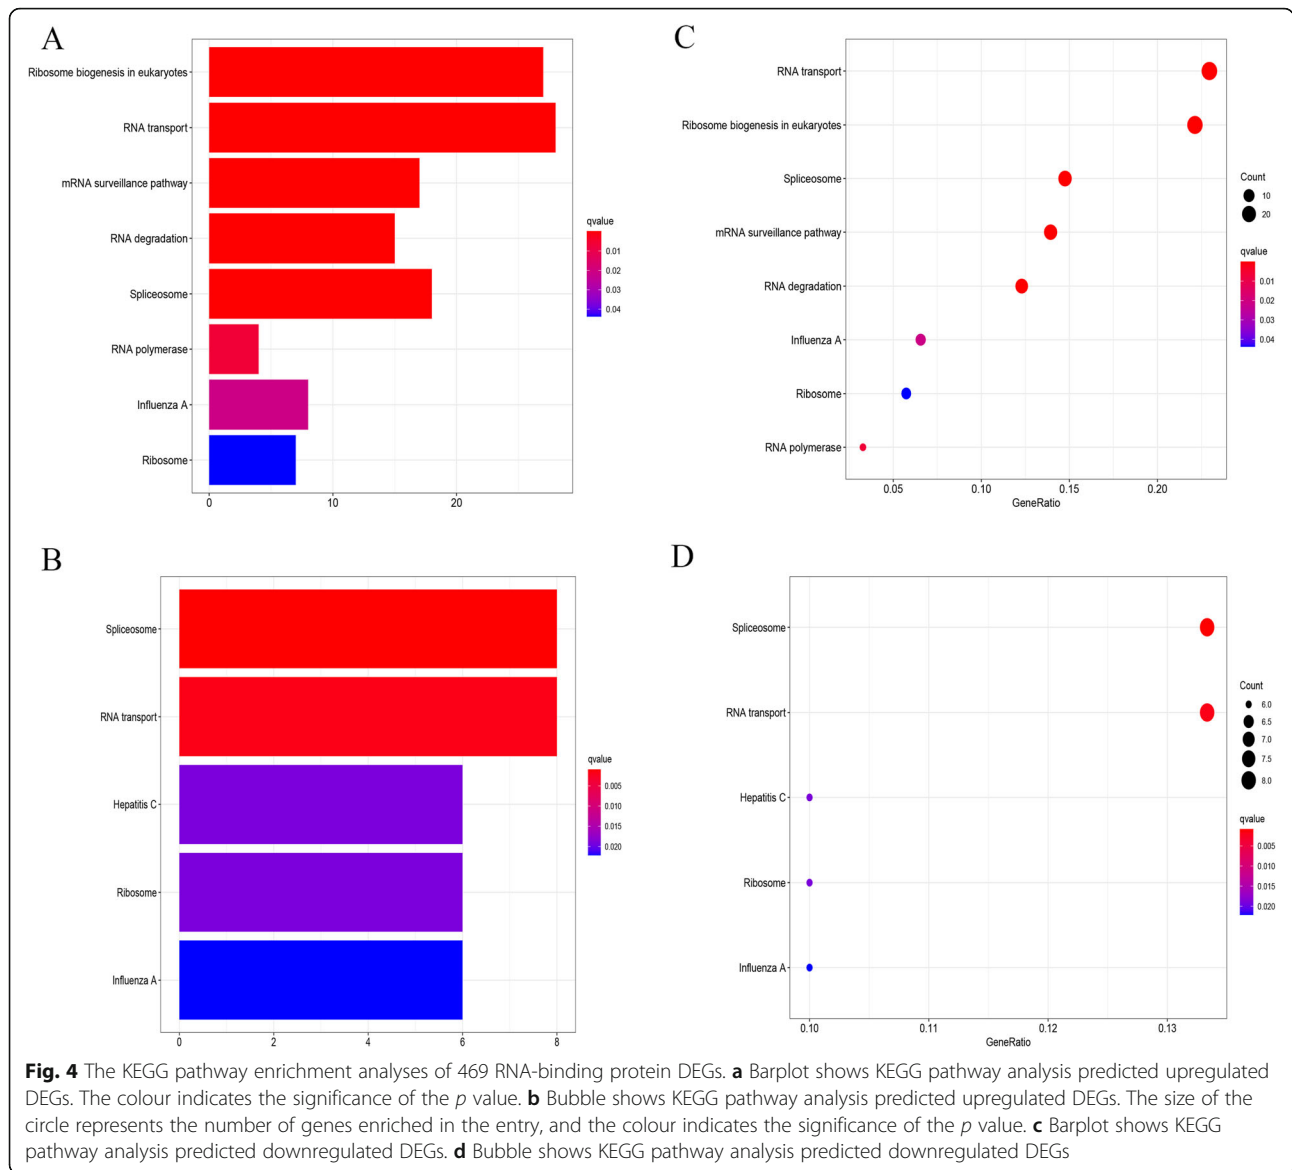 A
Ribosome biogenesis in eukaryotes
RNA transport
mRNA surveillance pathway
RNA degradation
Spliceosome
RNA polymerase
Influenza A
Ribosome
0 10 20
qvalue
0.01
0.02
0.03
0.04
C
RNA transport
Ribosome biogenesis in eukaryotes
Spliceosome
mRNA surveillance pathway
RNA degradation
Influenza A
Ribosome
RNA polymerase
0.05 0.10 0.15 0.20
GeneRatio
Count
10
20
qvalue
0.01
0.02
0.03
0.04
B
Spliceosome
RNA transport
Hepatitis C
Ribosome
Influenza A
0 2 4 6 8
qvalue
0.005
0.010
0.015
0.020
D
Spliceosome
RNA transport
Hepatitis C
Ribosome
Influenza A
0.10 0.11 0.12 0.13
GeneRatio
Count
6.0
6.5
7.0
7.5
8.0
qvalue
0.005
0.010
0.015
0.020
Fig. 4 The KEGG pathway enrichment analyses of 469 RNA-binding protein DEGs. a Barplot shows KEGG pathway analysis predicted upregulated
DEGs. The colour indicates the significance of the p value. b Bubble shows KEGG pathway analysis predicted upregulated DEGs. The size of the
circle represents the number of genes enriched in the entry, and the colour indicates the significance of the p value. c Barplot shows KEGG
pathway analysis predicted downregulated DEGs. d Bubble shows KEGG pathway analysis predicted downregulated DEGs